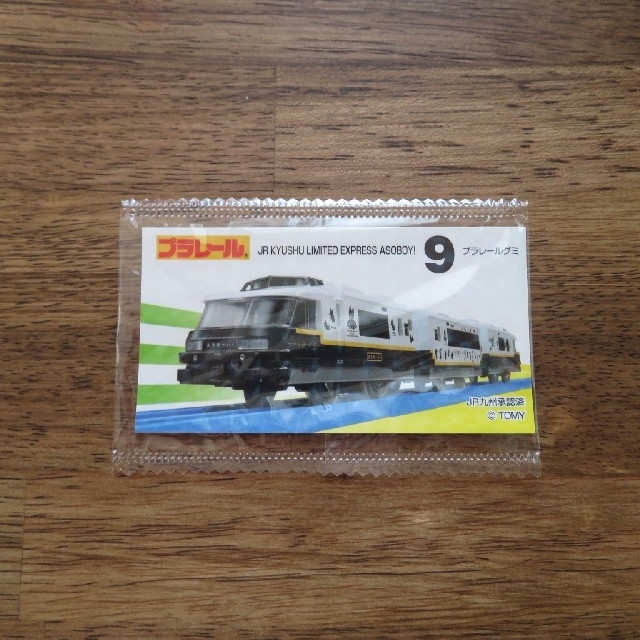 プラレール
JR KYUSHU LIMITED EXPRESS ASOBOY!
9
プラレールグミ
JR九州承認済
© TOMY